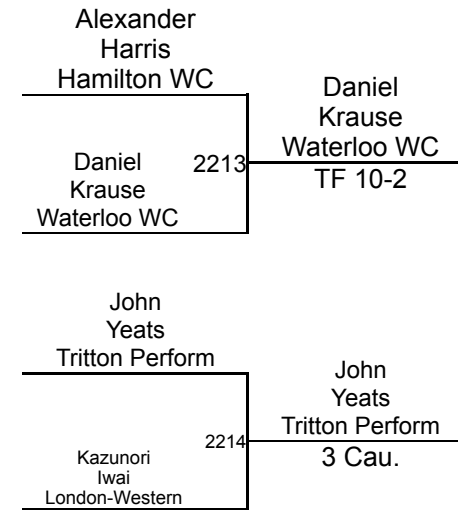 Alexander
Harris
Hamilton WC
Daniel
Krause
Waterloo WC
2213
Daniel
Krause
Waterloo WC
TF 10-2
John
Yeats
Tritton Perform
Kazunori
Iwai
London-Western
2214
John
Yeats
Tritton Perform
3 Cau.